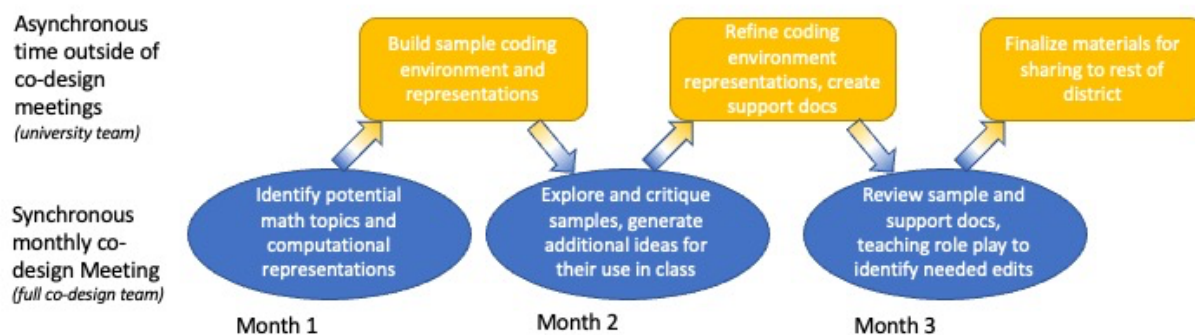 Asynchronous
time outside of
co-design
meetings
(university team)
Build sample coding
environment and
representations
Refine coding
environment
representations, create
support docs
Finalize materials for
sharing to rest of
district
Synchronous
monthly co-
design Meeting
(full co-design team)
Identify potential
math topics and
computational
representations
Explore and critique
samples, generate
additional ideas for
their use in class
Review sample and
support docs,
teaching role play to
identify needed edits
Month 1
Month 2
Month 3